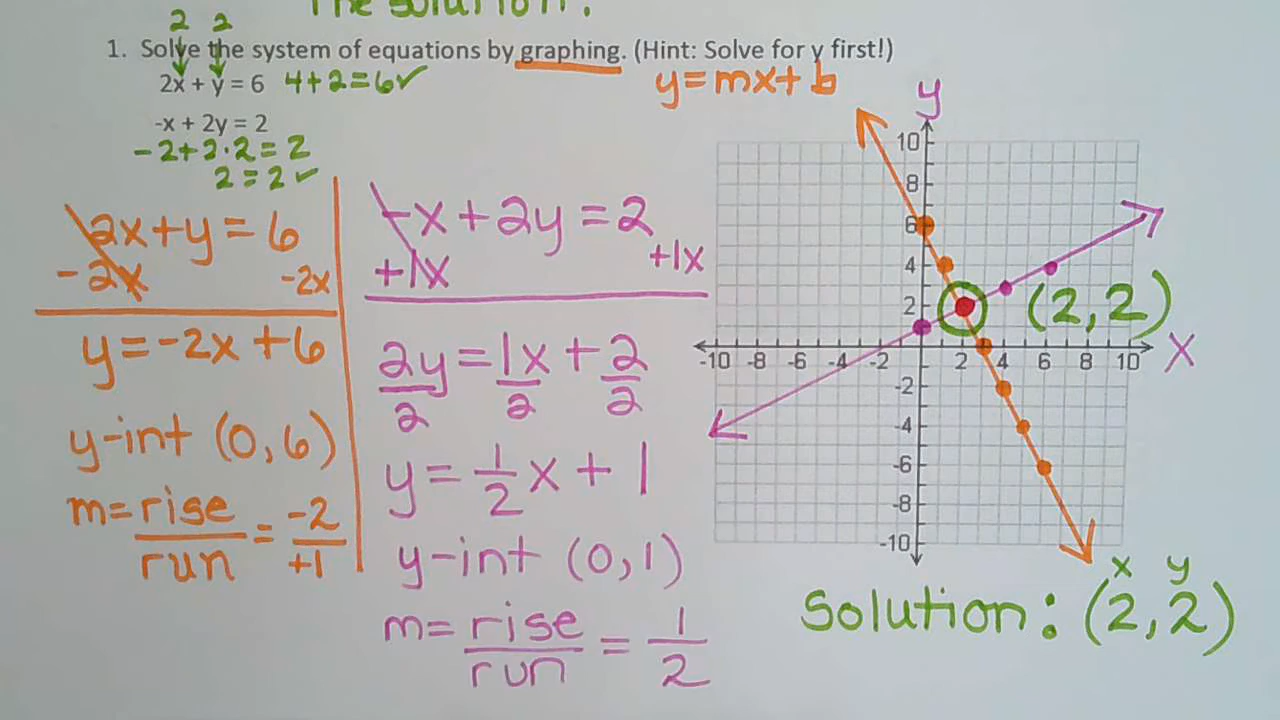 The solution.
2 2
1. Solve the system of equations by graphing. (Hint: Solve for y first!)
2x + y = 6 4+2=6✓
y=mx+b
-x + 2y = 2
-2+2·2=2
2=2✓
2x+y=6
-2x -2x
y=-2x+6
y-int (0,6)
m=rise/run=-2/+1
-x+2y=2
+1x +1x
2y/2=1x/2+2/2
y=1/2x+1
y-int (0,1)
m=rise/run=1/2
y
10
8
6
4
2
-10 -8 -6 -4 -2 2 4 6 8 10 x
-2
-4
-6
-8
-10
(2,2)
x y
Solution: (2,2)